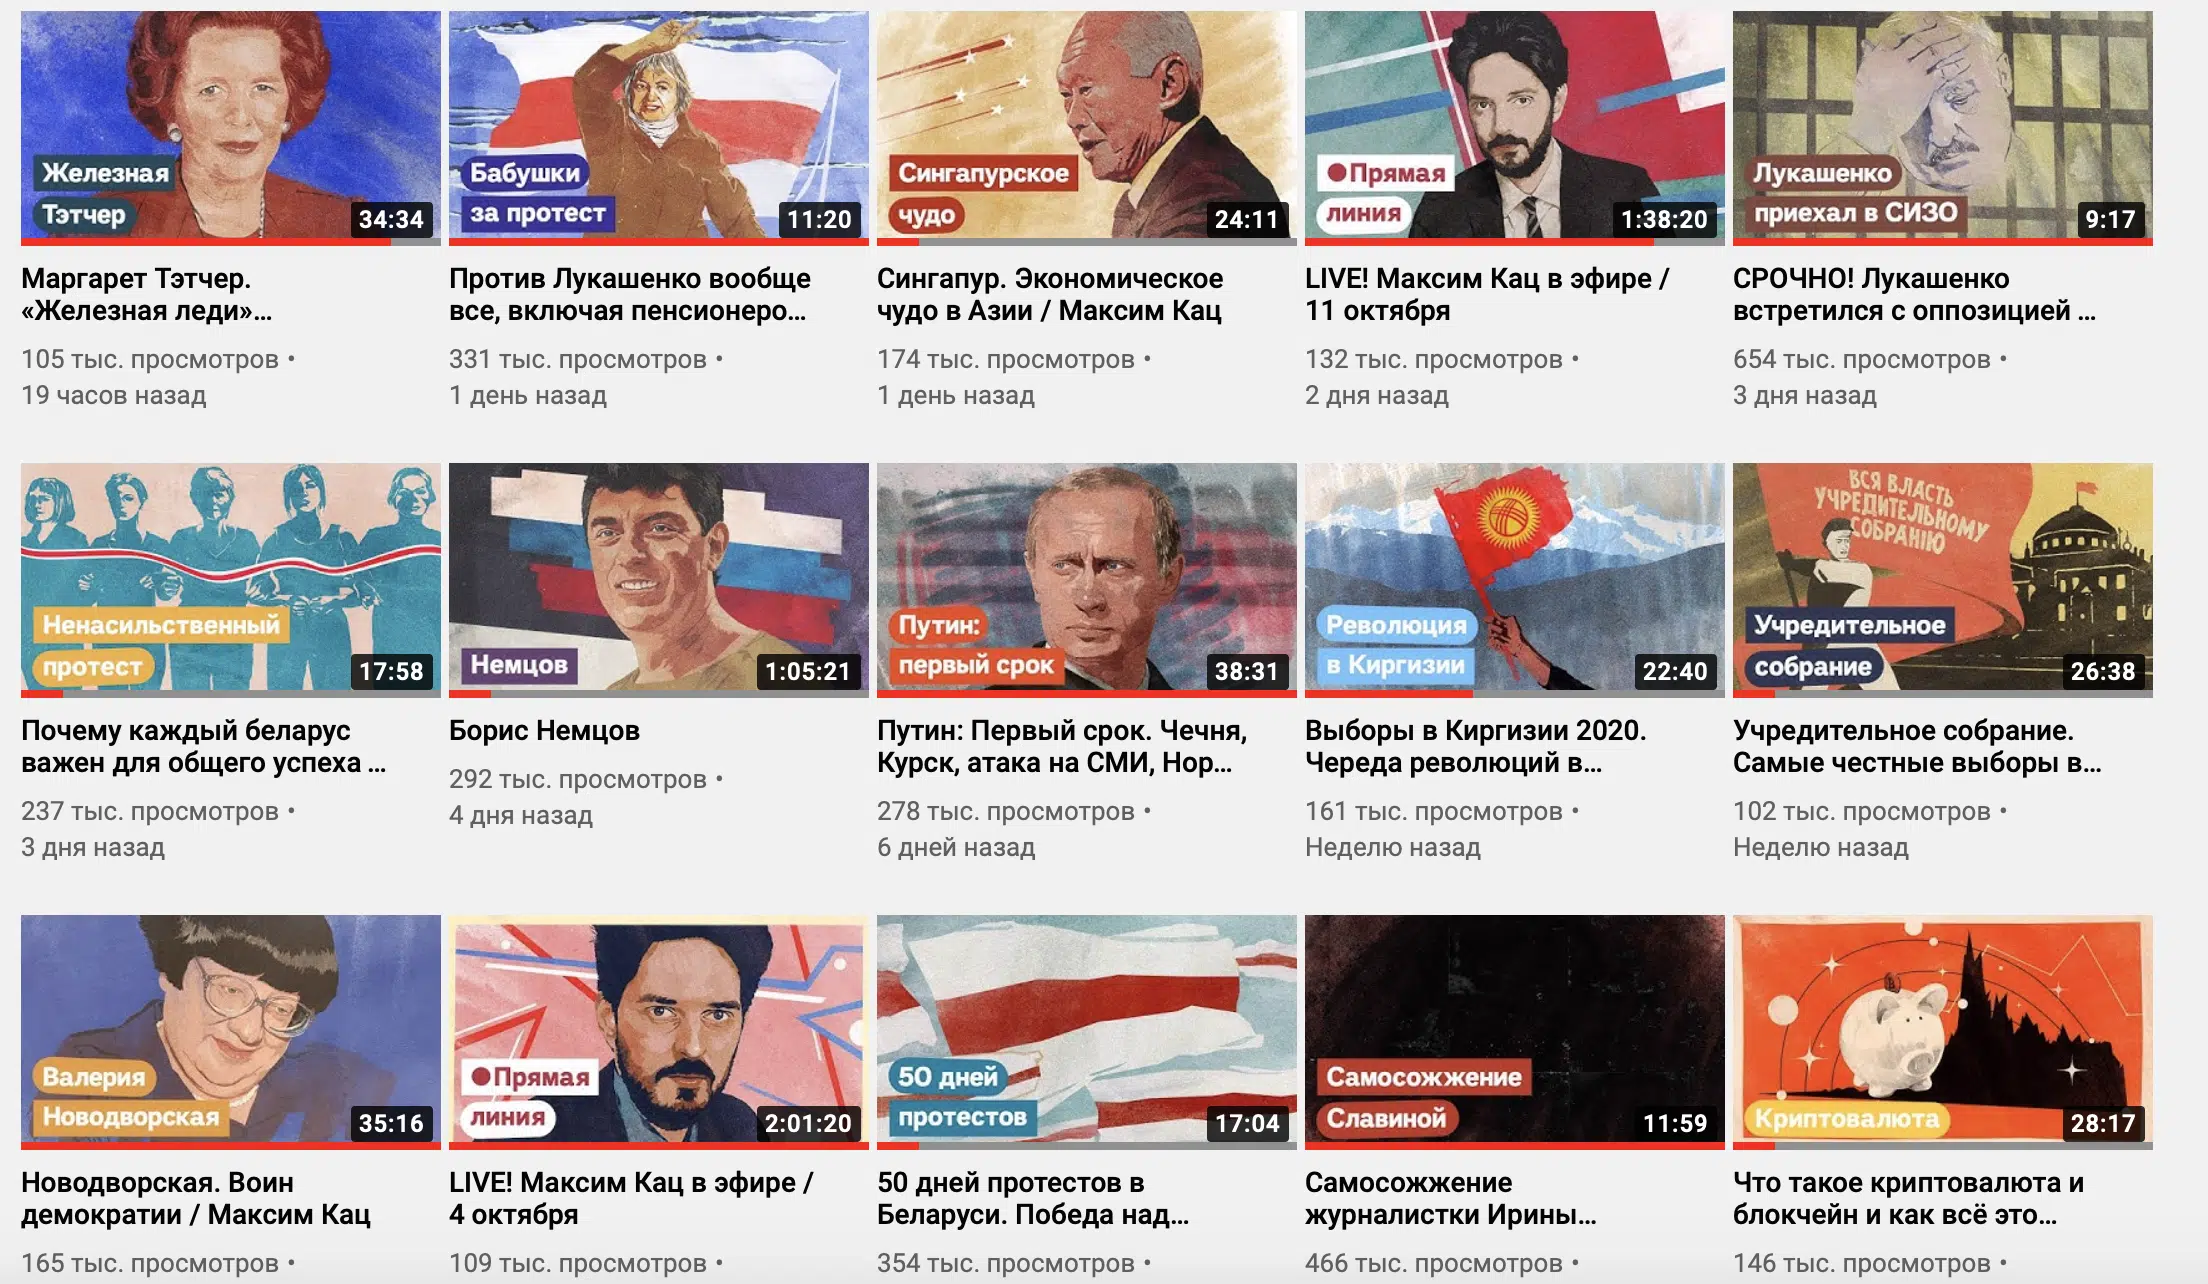 Железная
Тэтчер
34:34
Маргарет Тэтчер.
«Железная леди»…
105 тыс. просмотров •
19 часов назад
Бабушки
за протест
11:20
Против Лукашенко вообще
все, включая пенсионеро…
331 тыс. просмотров •
1 день назад
Сингапурское
чудо
24:11
Сингапур. Экономическое
чудо в Азии / Максим Кац
174 тыс. просмотров •
1 день назад
Прямая
линия
1:38:20
LIVE! Максим Кац в эфире /
11 октября
132 тыс. просмотров •
2 дня назад
Лукашенко
приехал в СИЗО
9:17
СРОЧНО! Лукашенко
встретился с оппозицией …
654 тыс. просмотров •
3 дня назад
Ненасильственный
протест
17:58
Почему каждый беларус
важен для общего успеха …
237 тыс. просмотров •
3 дня назад
Немцов
1:05:21
Борис Немцов
292 тыс. просмотров •
4 дня назад
Путин:
первый срок
38:31
Путин: Первый срок. Чечня,
Курск, атака на СМИ, Нор…
278 тыс. просмотров •
6 дней назад
Революция
в Киргизии
22:40
Выборы в Киргизии 2020.
Череда революций в…
161 тыс. просмотров •
Неделю назад
ВСЯ ВЛАСТЬ
УЧРЕДИТЕЛЬНОМУ
СОБРАНІЮ
Учредительное
собрание
26:38
Учредительное собрание.
Самые честные выборы в…
102 тыс. просмотров •
Неделю назад
Валерия
Новодворская
35:16
Новодворская. Воин
демократии / Максим Кац
165 тыс. просмотров •
Прямая
линия
2:01:20
LIVE! Максим Кац в эфире /
4 октября
109 тыс. просмотров •
50 дней
протестов
17:04
50 дней протестов в
Беларуси. Победа над…
354 тыс. просмотров •
Самосожжение
Славиной
11:59
Самосожжение
журналистки Ирины…
466 тыс. просмотров •
Криптовалюта
28:17
Что такое криптовалюта и
блокчейн и как всё это…
146 тыс. просмотров •